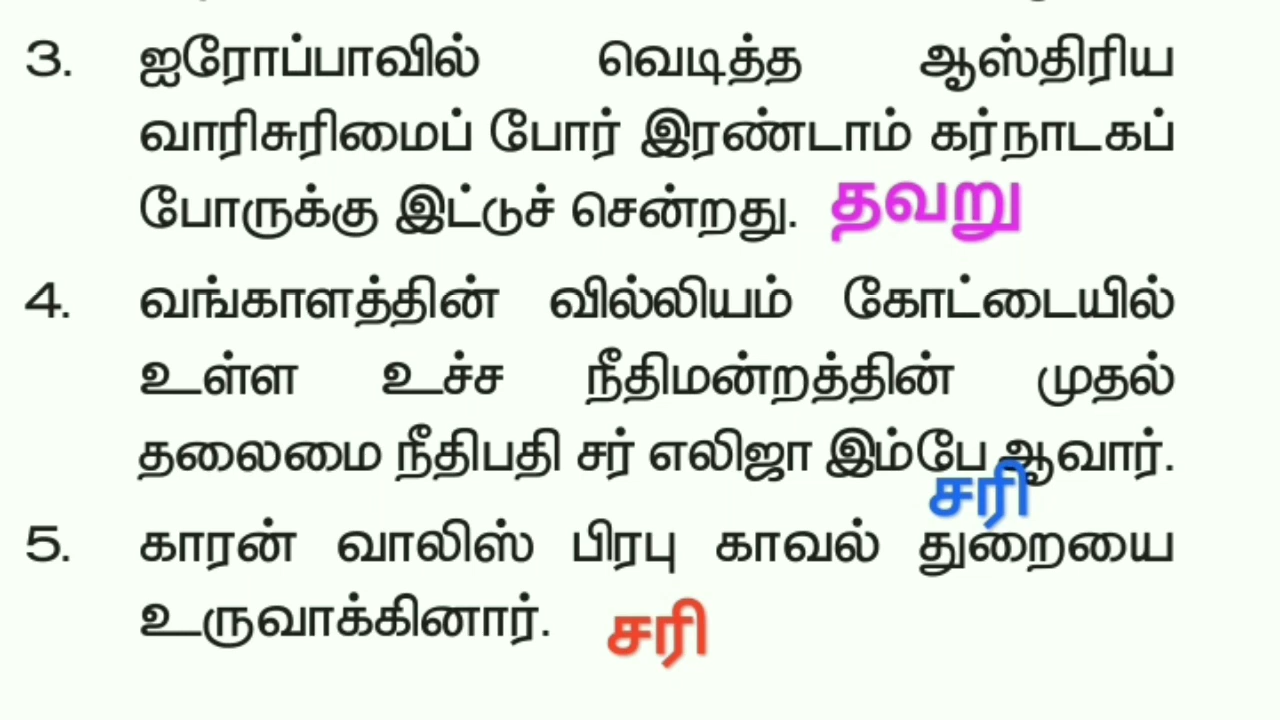 3. ஐரோப்பாவில் வெடித்த ஆஸ்திரிய
வாரிசுரிமைப் போர் இரண்டாம் கர்நாடகப்
போருக்கு இட்டுச் சென்றது. தவறு
4. வங்காளத்தின் வில்லியம் கோட்டையில்
உள்ள உச்ச நீதிமன்றத்தின் முதல்
தலைமை நீதிபதி சர் எலிஜா இம்பே ஆவார்.
சரி
5. காரன் வாலிஸ் பிரபு காவல் துறையை
உருவாக்கினார். சரி